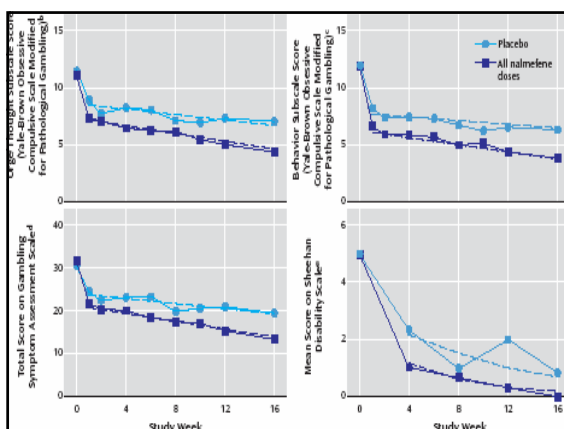 Urge/Thought Subscale Score
(Yale-Brown Obsessive
Compulsive Scale Modified
for Pathological Gambling)b
15
10
5
0
Behavior Subscale Score
(Yale-Brown Obsessive
Compulsive Scale Modified
for Pathological Gambling)c
15
10
5
0
Placebo
All nalmefene
doses
Total Score on Gambling
Symptom Assessment Scaled
40
30
20
10
0
0 4 8 12 16
Study Week
Mean Score on Sheehan
Disability Scalee
6
4
2
0
0 4 8 12 16
Study Week